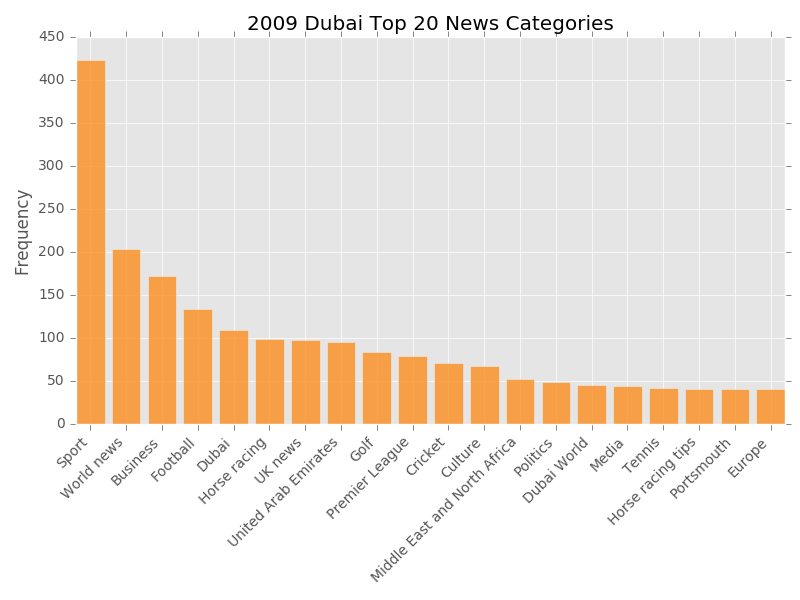 2009 Dubai Top 20 News Categories
450
400
350
300
250
200
150
100
50
0
Frequency
Sport
World news
Business
Football
Dubai
Horse racing
UK news
United Arab Emirates
Golf
Premier League
Cricket
Culture
Middle East and North Africa
Politics
Dubai World
Media
Tennis
Horse racing tips
Portsmouth
Europe